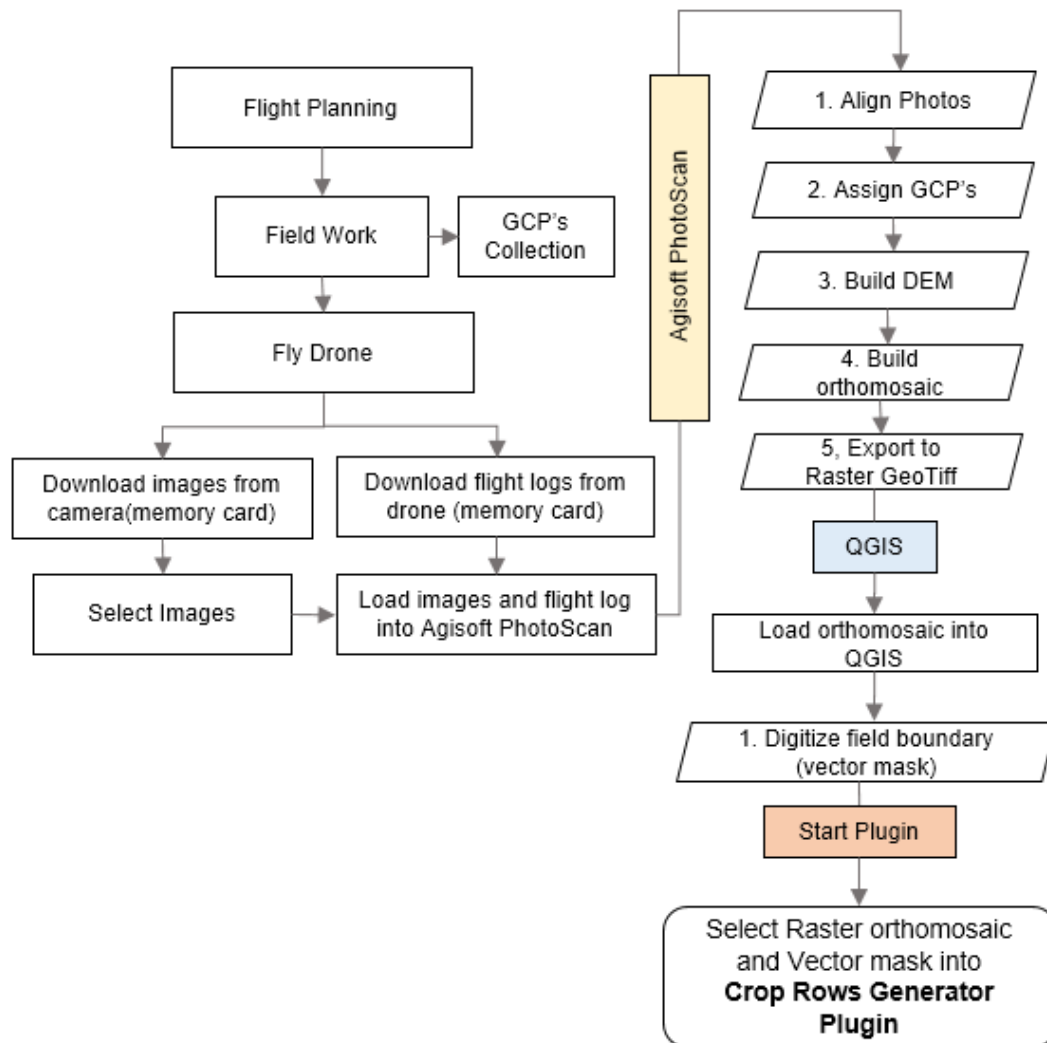 Flight Planning
Field Work
GCP's
Collection
Fly Drone
Download images from
camera(memory card)
Download flight logs from
drone (memory card)
Select Images
Load images and flight log
into Agisoft PhotoScan
Agisoft PhotoScan
1. Align Photos
2. Assign GCP's
3. Build DEM
4. Build
orthomosaic
5, Export to
Raster GeoTiff
QGIS
Load orthomosaic into
QGIS
1. Digitize field boundary
(vector mask)
Start Plugin
Select Raster orthomosaic
and Vector mask into
Crop Rows Generator
Plugin